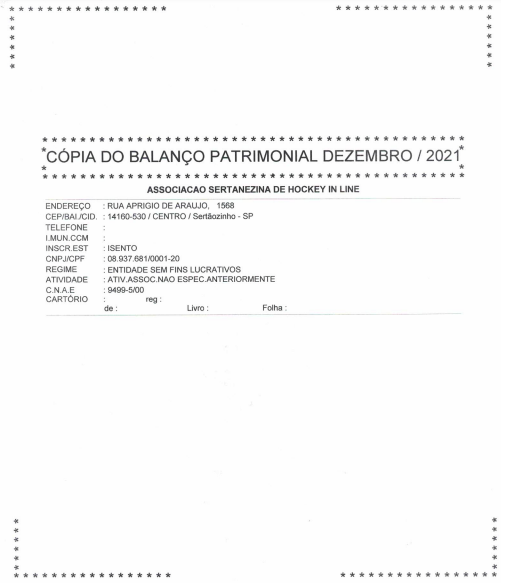 CÓPIA DO BALANÇO PATRIMONIAL DEZEMBRO / 2021
ASSOCIACAO SERTANEZINA DE HOCKEY IN LINE
ENDEREÇO : RUA APRIGIO DE ARAUJO, 1568
CEP/BAI./CID. : 14160-530 / CENTRO / Sertãozinho - SP
TELEFONE :
I.MUN.CCM :
INSCR.EST : ISENTO
CNPJ/CPF : 08.937.681/0001-20
REGIME : ENTIDADE SEM FINS LUCRATIVOS
ATIVIDADE : ATIV.ASSOC.NAO ESPEC.ANTERIORMENTE
C.N.A.E : 9499-5/00
CARTÓRIO : reg :
de : Livro : Folha :